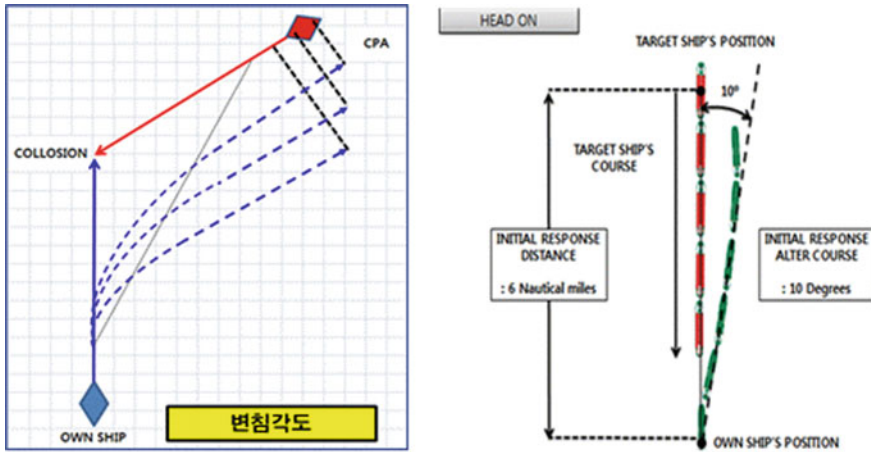 CPA
COLLOSION
OWN SHIP
변침각도
HEAD ON
TARGET SHIP'S POSITION
10°
TARGET SHIP'S
COURSE
INITIAL RESPONSE
DISTANCE
: 6 Nautical miles
INITIAL RESPONSE
ALTER COURSE
: 10 Degrees
OWN SHIP'S POSITION